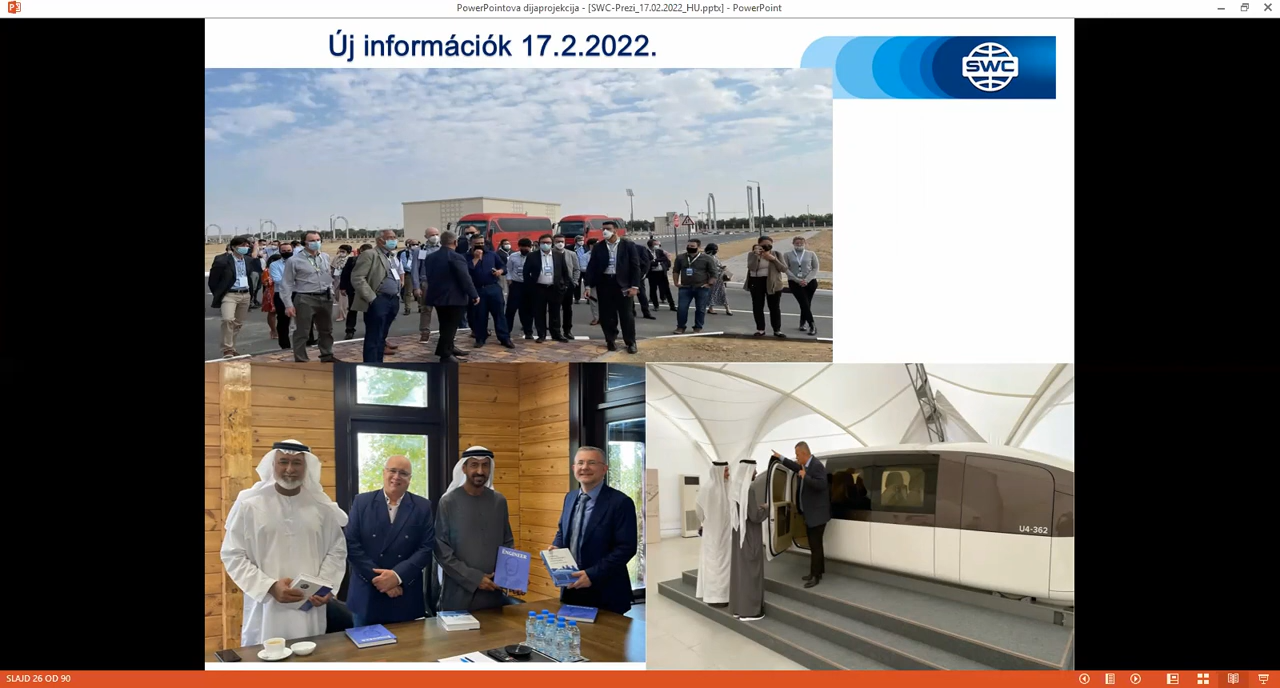 PowerPointova dijaprojekcija - [SWC-Prezi_17.02.2022_HU.pptx] - PowerPoint
Új információk 17.2.2022.
SWC
ENGINEER
U4-362
SLAJD 26 OD 90